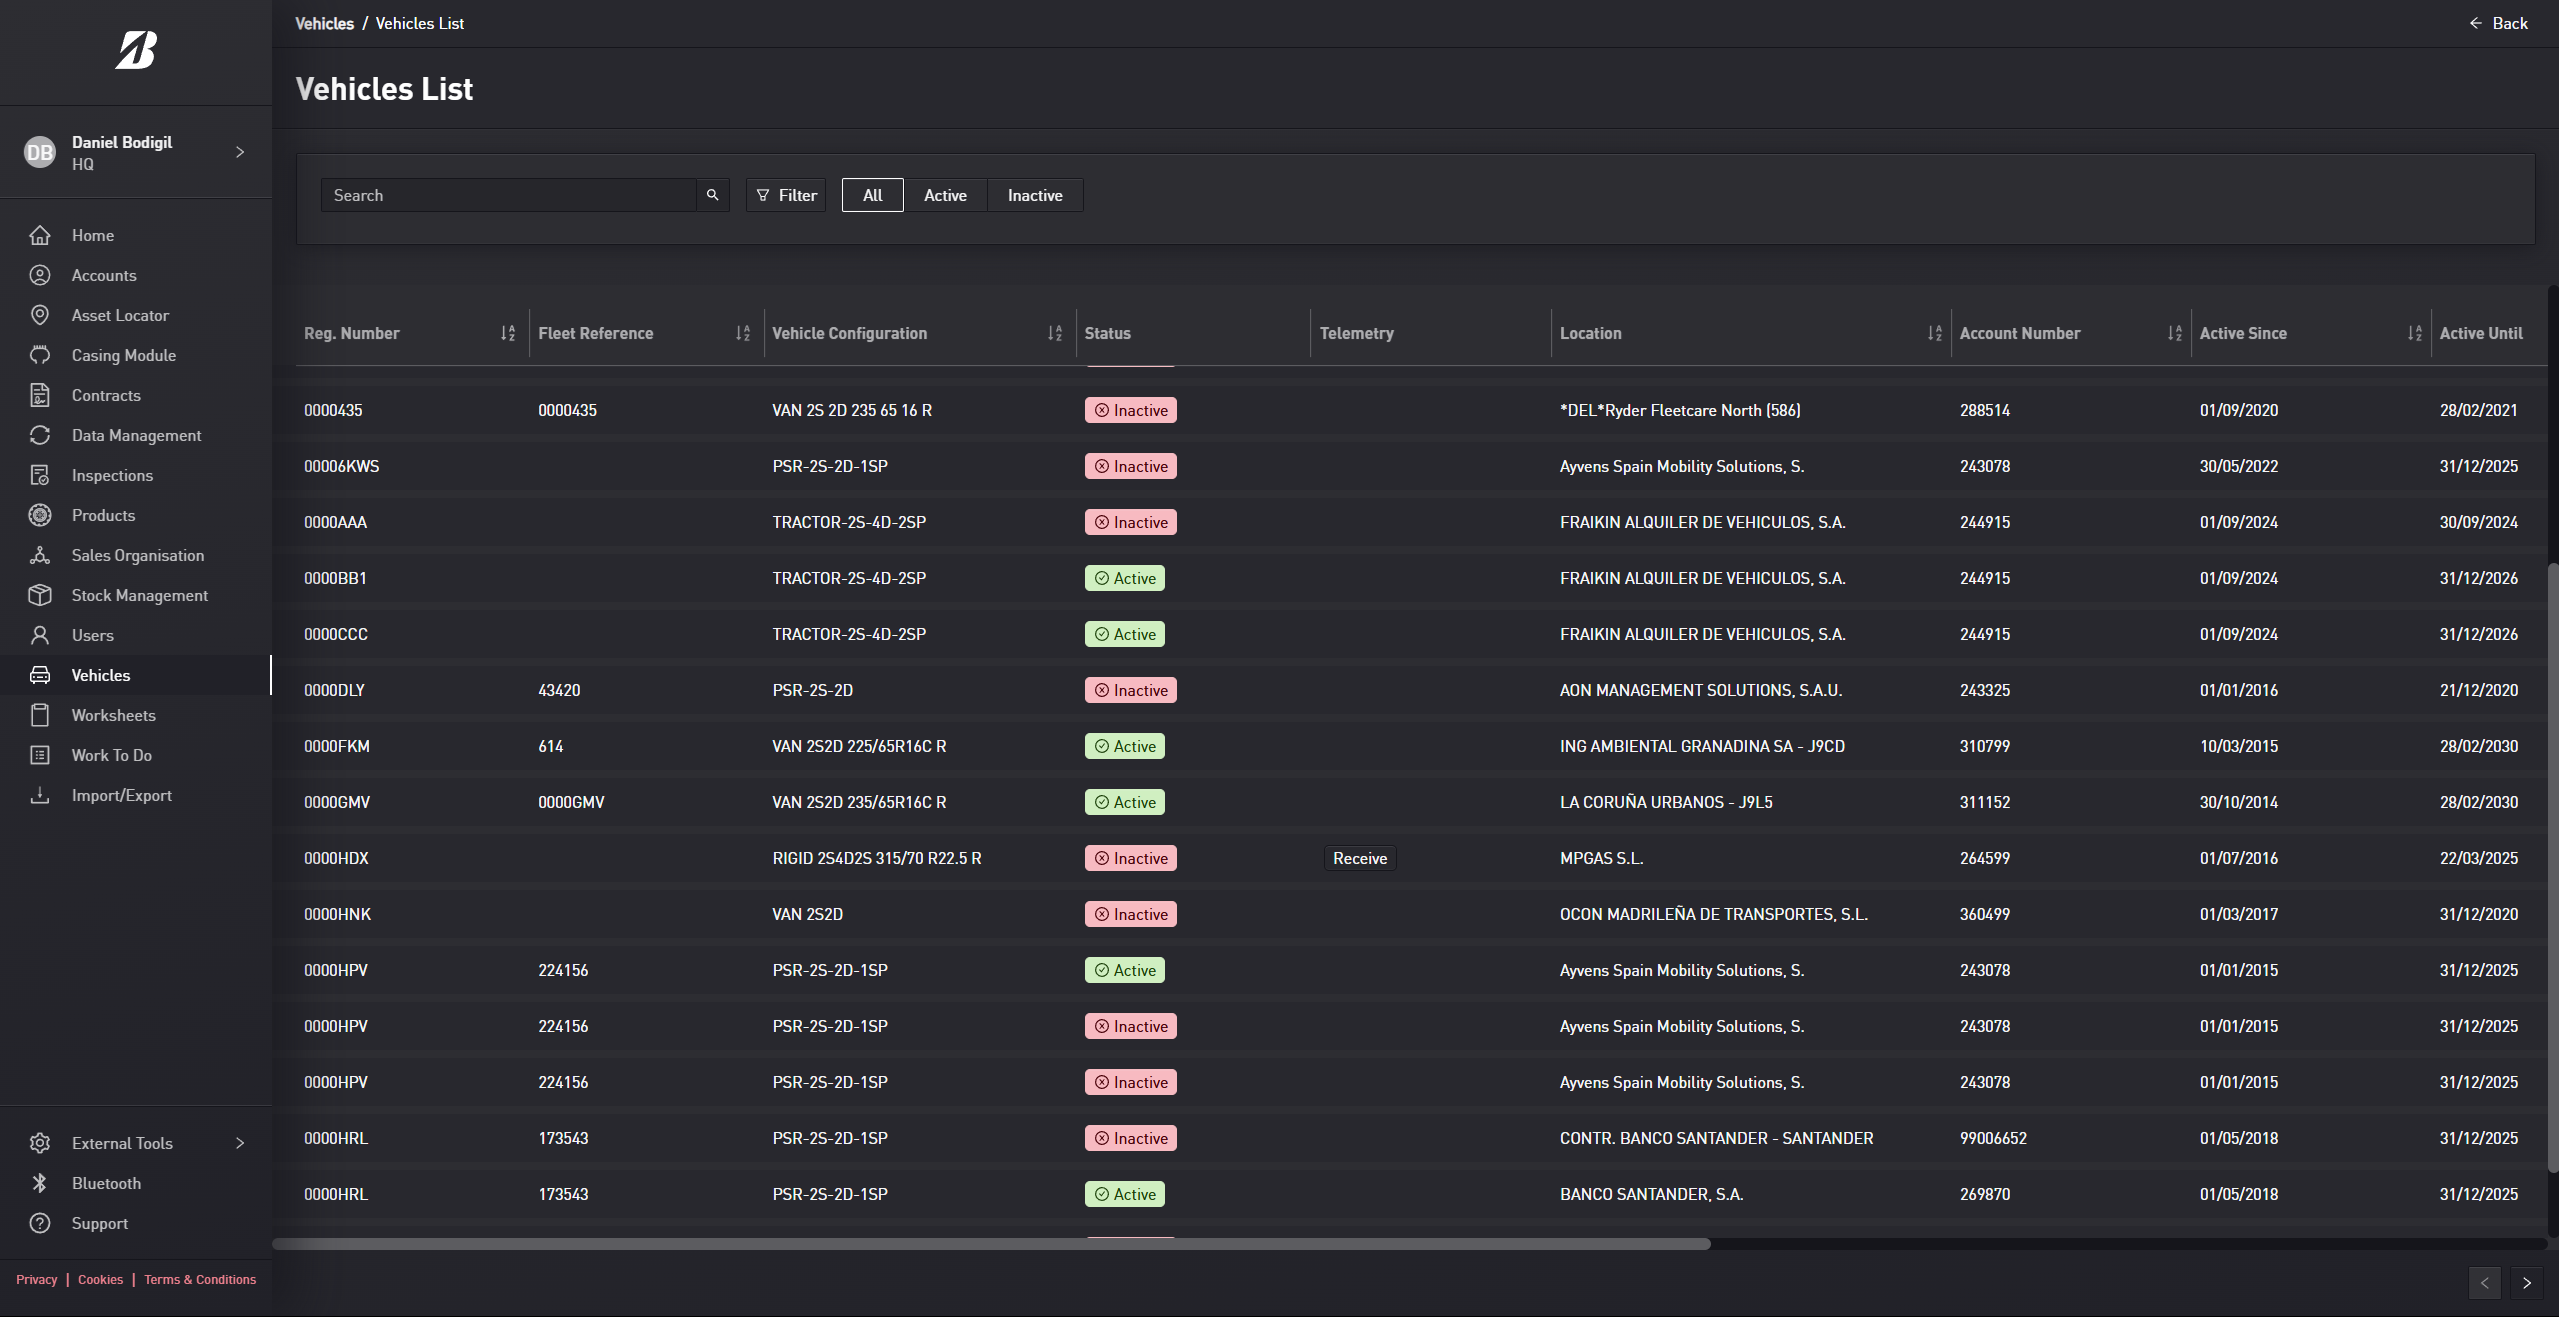 Vehicles / Vehicles List
Back
Vehicles List
DB
Daniel Bodigil
HQ
Home
Accounts
Asset Locator
Casing Module
Contracts
Data Management
Inspections
Products
Sales Organisation
Stock Management
Users
Vehicles
Worksheets
Work To Do
Import/Export
External Tools
Bluetooth
Support
Privacy | Cookies | Terms & Conditions
Search Filter All Active Inactive
Reg. Number Fleet Reference Vehicle Configuration Status Telemetry Location Account Number Active Since Active Until
0000435 0000435 VAN 2S 2D 235 65 16 R Inactive *DEL*Ryder Fleetcare North (586) 288514 01/09/2020 28/02/2021
00006KWS PSR-2S-2D-1SP Inactive Ayvens Spain Mobility Solutions, S. 243078 30/05/2022 31/12/2025
0000AAA TRACTOR-2S-4D-2SP Inactive FRAIKIN ALQUILER DE VEHICULOS, S.A. 244915 01/09/2024 30/09/2024
0000BB1 TRACTOR-2S-4D-2SP Active FRAIKIN ALQUILER DE VEHICULOS, S.A. 244915 01/09/2024 31/12/2026
0000CCC TRACTOR-2S-4D-2SP Active FRAIKIN ALQUILER DE VEHICULOS, S.A. 244915 01/09/2024 31/12/2026
0000DLY 43420 PSR-2S-2D Inactive AON MANAGEMENT SOLUTIONS, S.A.U. 243325 01/01/2016 21/12/2020
0000FKM 614 VAN 2S2D 225/65R16C R Active ING AMBIENTAL GRANADINA SA - J9CD 310799 10/03/2015 28/02/2030
0000GMV 0000GMV VAN 2S2D 235/65R16C R Active LA CORUÑA URBANOS - J9L5 311152 30/10/2014 28/02/2030
0000HDX RIGID 2S4D2S 315/70 R22.5 R Inactive Receive MPGAS S.L. 264599 01/07/2016 22/03/2025
0000HNK VAN 2S2D Inactive OCON MADRILEÑA DE TRANSPORTES, S.L. 360499 01/03/2017 31/12/2020
0000HPV 224156 PSR-2S-2D-1SP Active Ayvens Spain Mobility Solutions, S. 243078 01/01/2015 31/12/2025
0000HPV 224156 PSR-2S-2D-1SP Inactive Ayvens Spain Mobility Solutions, S. 243078 01/01/2015 31/12/2025
0000HPV 224156 PSR-2S-2D-1SP Inactive Ayvens Spain Mobility Solutions, S. 243078 01/01/2015 31/12/2025
0000HRL 173543 PSR-2S-2D-1SP Inactive CONTR. BANCO SANTANDER - SANTANDER 99006652 01/05/2018 31/12/2025
0000HRL 173543 PSR-2S-2D-1SP Active BANCO SANTANDER, S.A. 269870 01/05/2018 31/12/2025